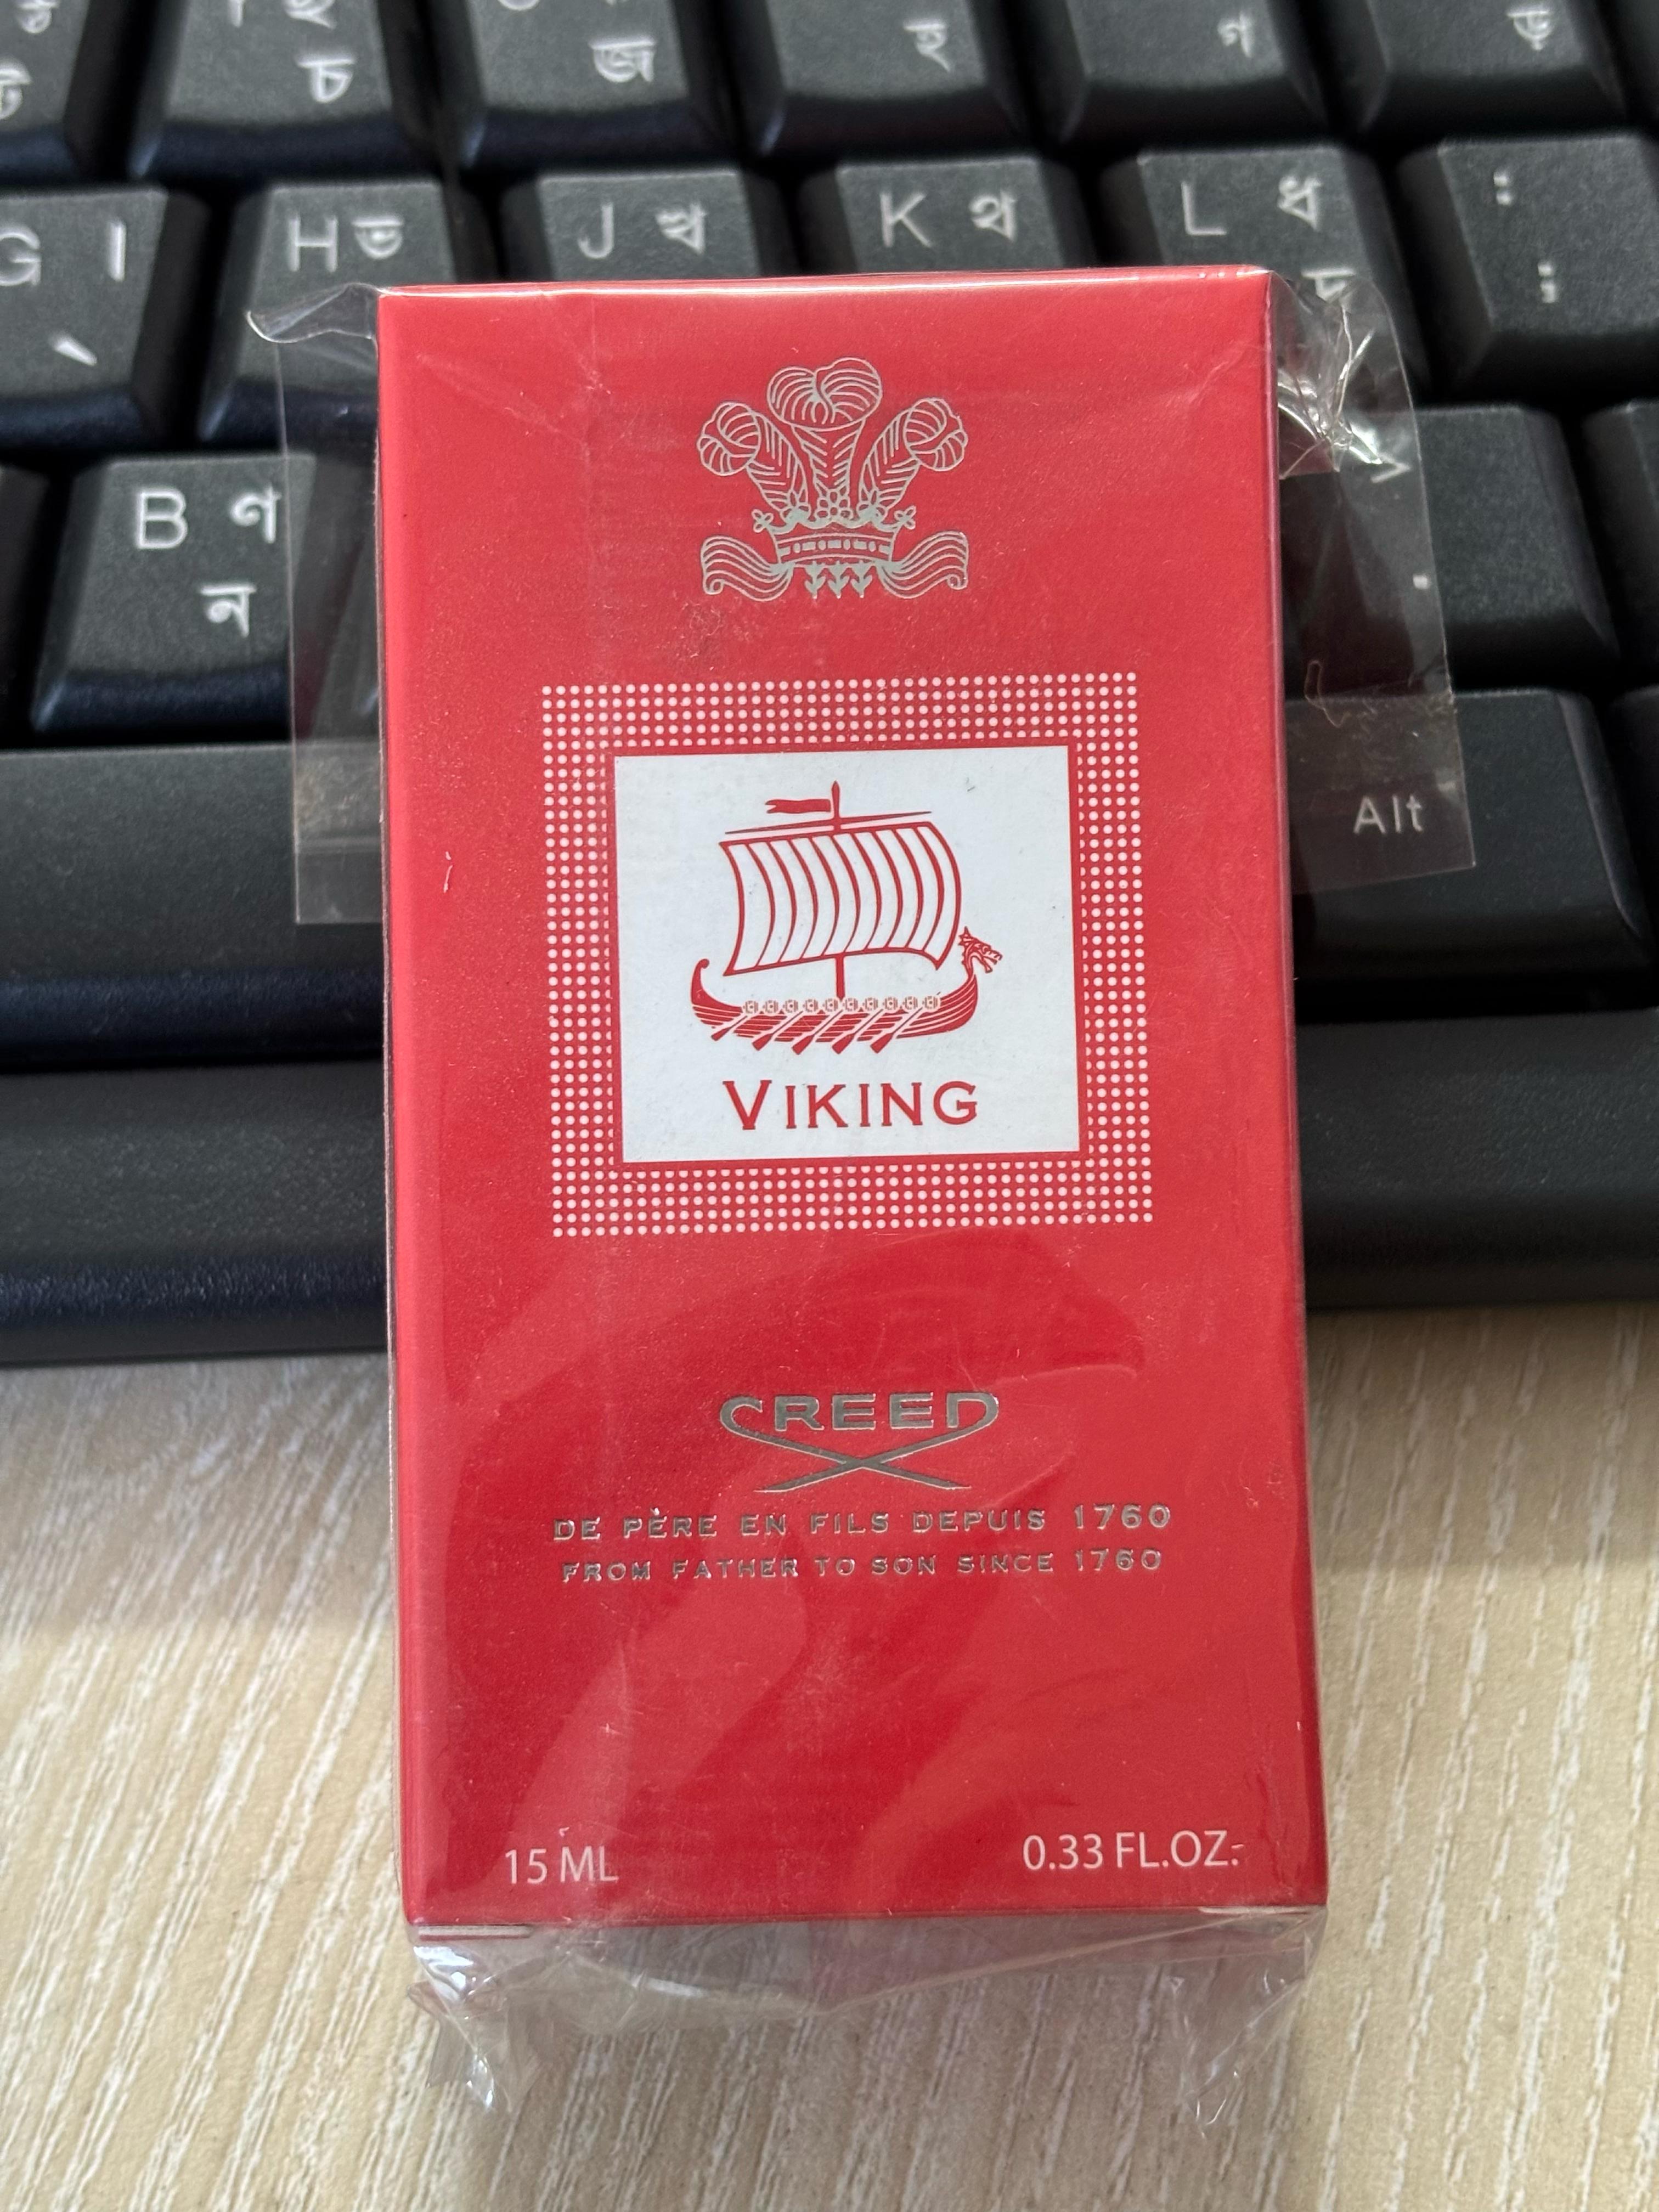 চ
জ
হ
গ
ড
G ।
H ভ
J খ
K থ
L ধ
B ণ
ন
Alt
VIKING
CREED
DE PÈRE EN FILS DEPUIS 1760
FROM FATHER TO SON SINCE 1760
15 ML
0.33 FL.OZ.